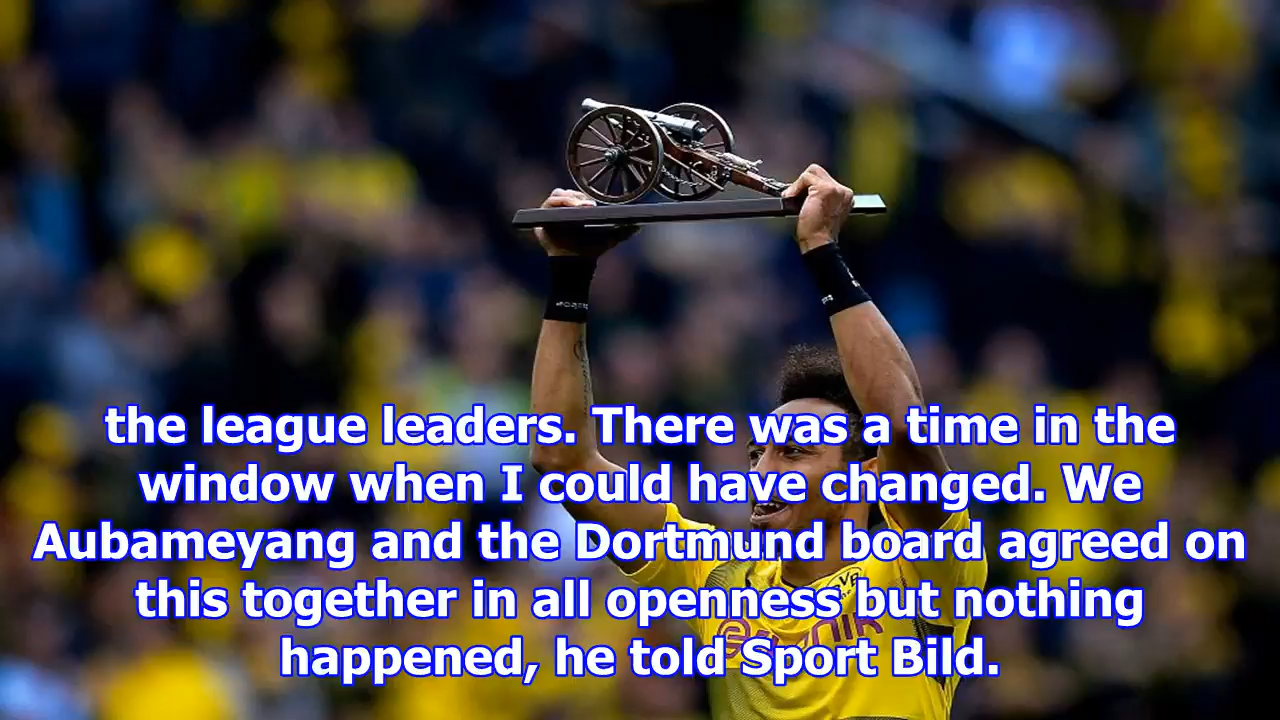 the league leaders. There was a time in the
window when I could have changed. We
Aubameyang and the Dortmund board agreed on
this together in all openness but nothing
happened, he told Sport Bild.